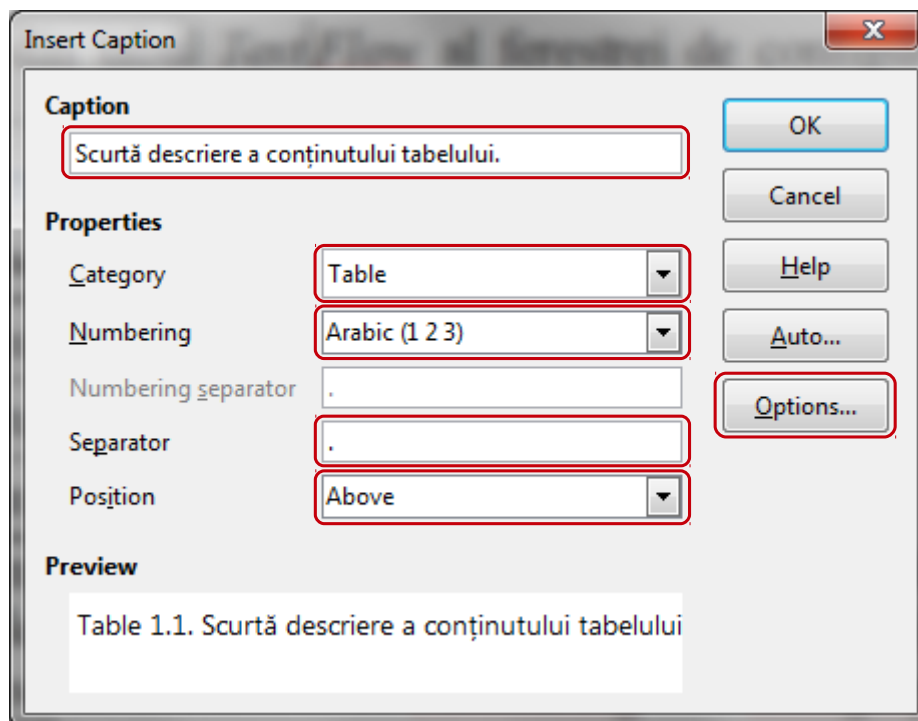 Insert Caption
Caption
Scurtă descriere a conținutului tabelului.
OK
Cancel
Properties
Category
Table
Help
Numbering
Arabic (1 2 3)
Auto...
Numbering separator
.
Options...
Separator
.
Position
Above
Preview
Table 1.1. Scurtă descriere a conținutului tabelului